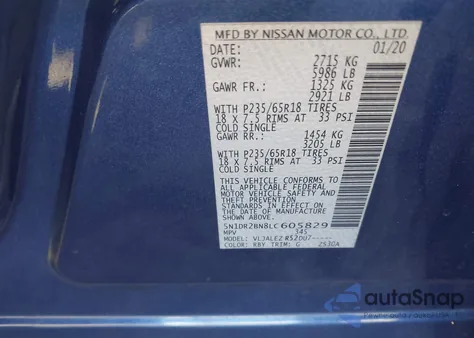 MFD BY NISSAN MOTOR CO., LTD.
DATE: 01/20
GVWR: 2715 KG
5986 LB
GAWR FR.: 1325 KG
2921 LB
WITH P235/65R18 TIRES
18 x 7.5 RIMS AT 33 PSI
COLD SINGLE
GAWR RR.: 1454 KG
3205 LB
WITH P235/65R18 TIRES
18 x 7.5 RIMS AT 33 PSI
COLD SINGLE
THIS VEHICLE CONFORMS TO
ALL APPLICABLE FEDERAL
MOTOR VEHICLE SAFETY
AND THEFT PREVENTION
STANDARDS IN EFFECT ON
THE DATE OF MANUFACTURE
SHOWN ABOVE.
5N1DR2BN8LC605829
MPV 345
MODEL: R52DU7-----
COLOR: RBY TRIM: G 2530A
autoSnap